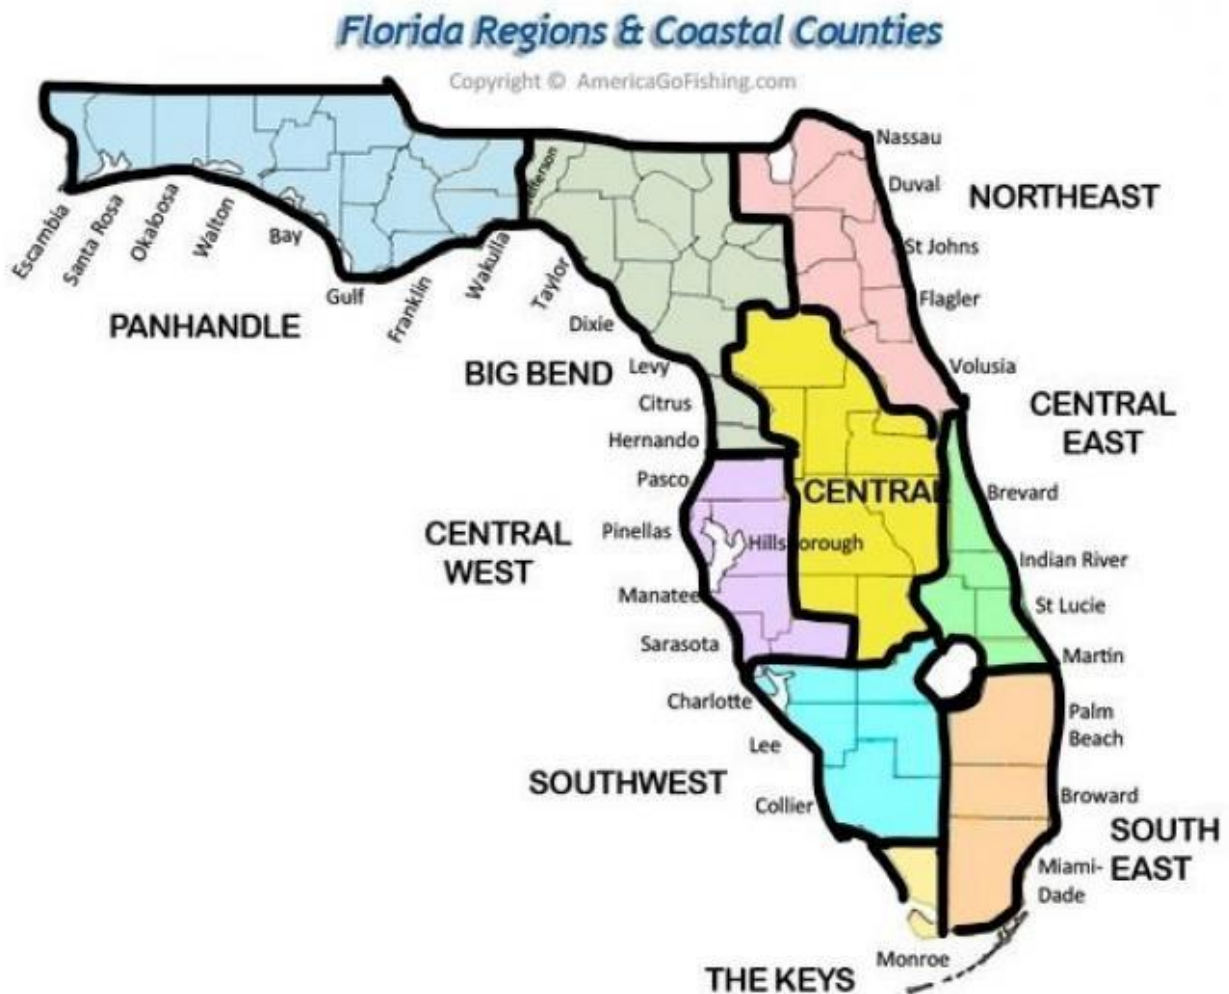 Florida Regions & Coastal Counties
Copyright © AmericaGoFishing.com
Nassau
Duval
NORTHEAST
St Johns
Flagler
Volusia
Escambia
Santa Rosa
Okaloosa
Walton
Bay
Gulf
Franklin
Wakulla
Jefferson
Taylor
Dixie
PANHANDLE
BIG BEND
Levy
Citrus
Hernando
CENTRAL
EAST
Pasco
CENTRAL
Brevard
CENTRAL
WEST
Pinellas
Hillsborough
Indian River
Manatee
St Lucie
Sarasota
Martin
Charlotte
Palm
Beach
Lee
SOUTHWEST
Collier
Broward
SOUTH
EAST
Miami-
Dade
Monroe
THE KEYS